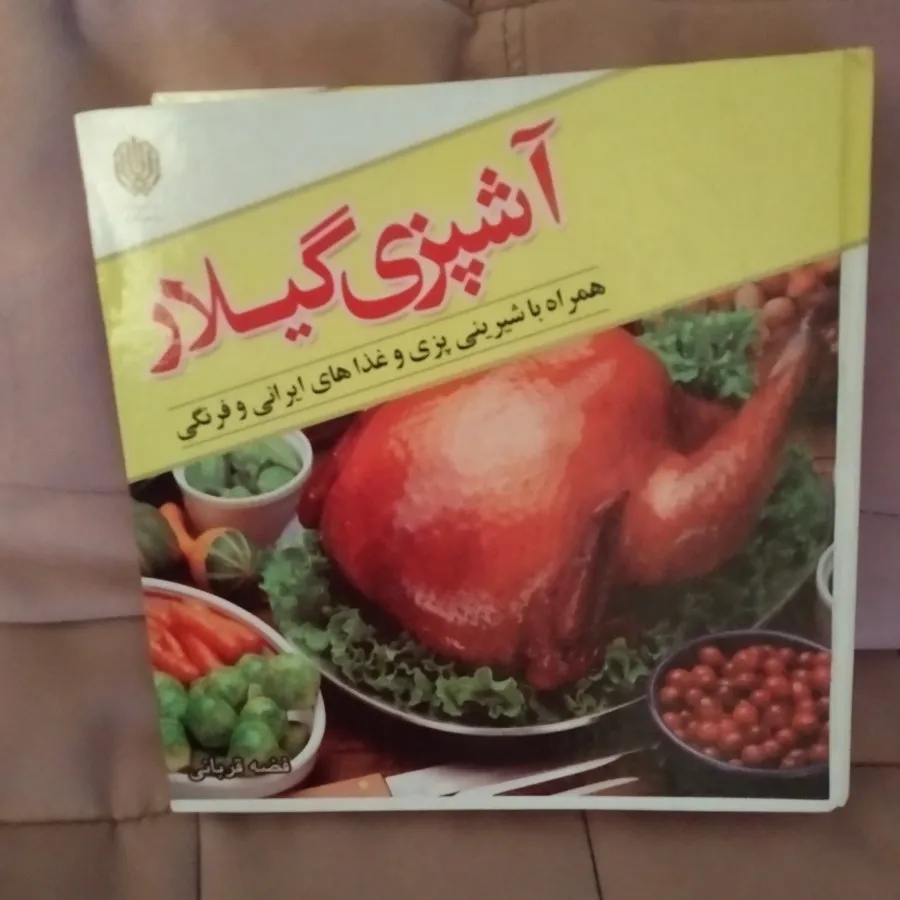 آشپزی گیلار
همراه با شیرینی پزی و غذاهای ایرانی و فرنگی
فضه قربانی